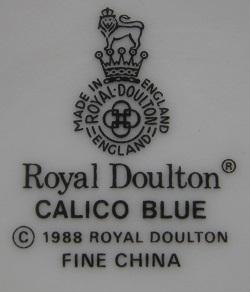 MADE IN ENGLAND
ROYAL·DOULTON
ENGLAND
Royal Doulton®
CALICO BLUE
© 1988 ROYAL DOULTON
FINE CHINA